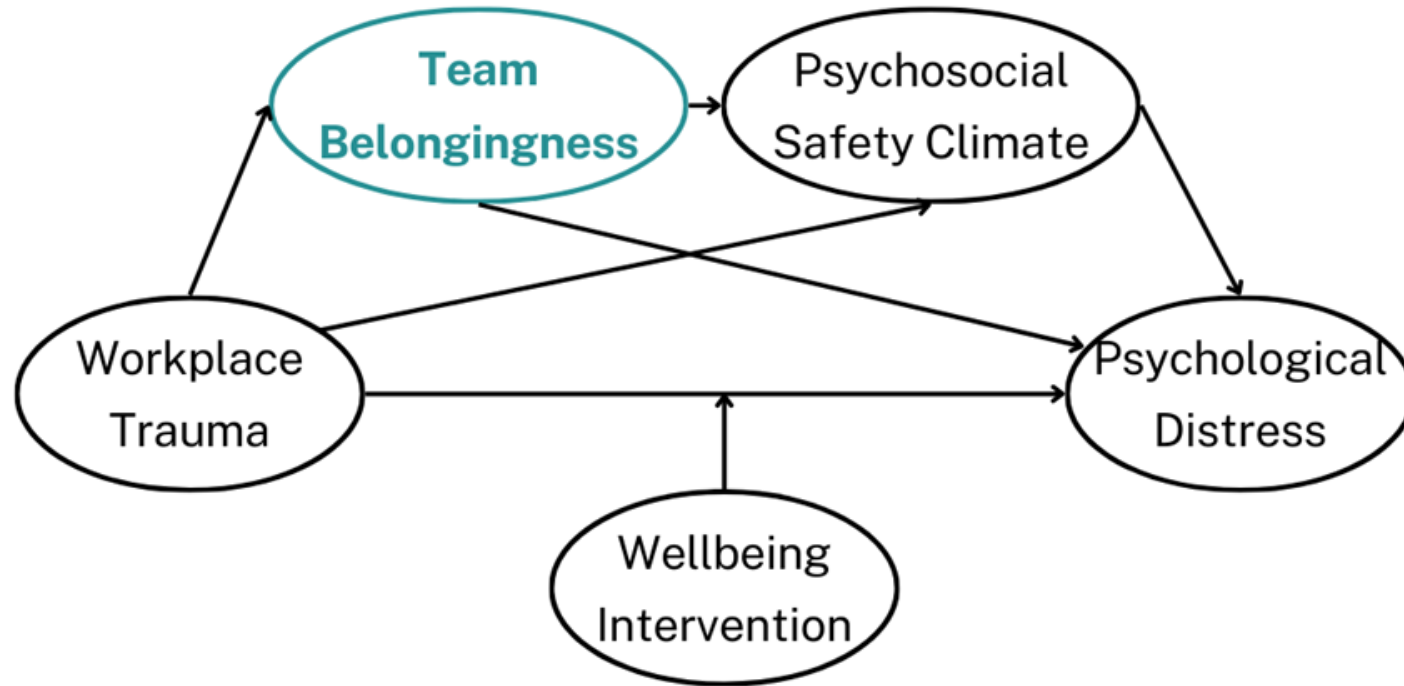 Team
Belongingness
Psychosocial
Safety Climate
Workplace
Trauma
Psychological
Distress
Wellbeing
Intervention